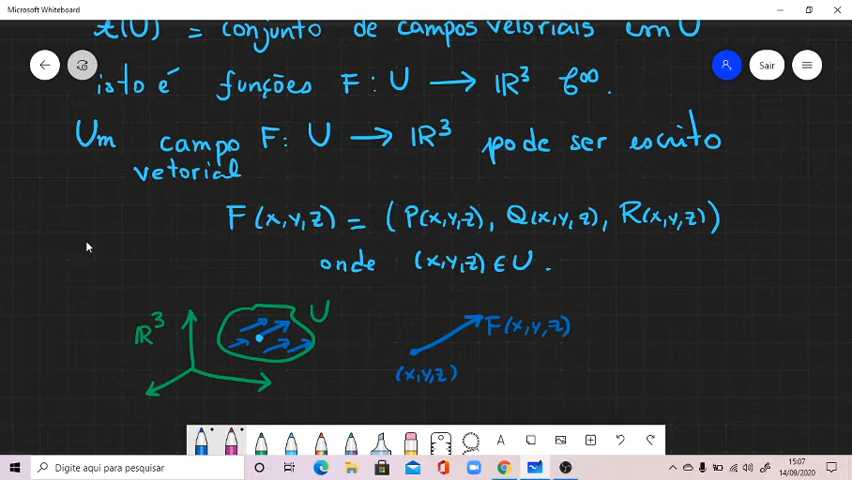 Microsoft Whiteboard
t(U) = conjunto de campos vetoriais em U
Sair
isto é funções F : U → ℝ³ C^∞.
Um campo F: U → ℝ³ pode ser escrito
vetorial
F(x,y,z) = (P(x,y,z), Q(x,y,z), R(x,y,z))
onde (x,y,z) ∈ U.
ℝ³
U
F(x,y,z)
(x,y,z)
Digite aqui para pesquisar
15:07
14/09/2020